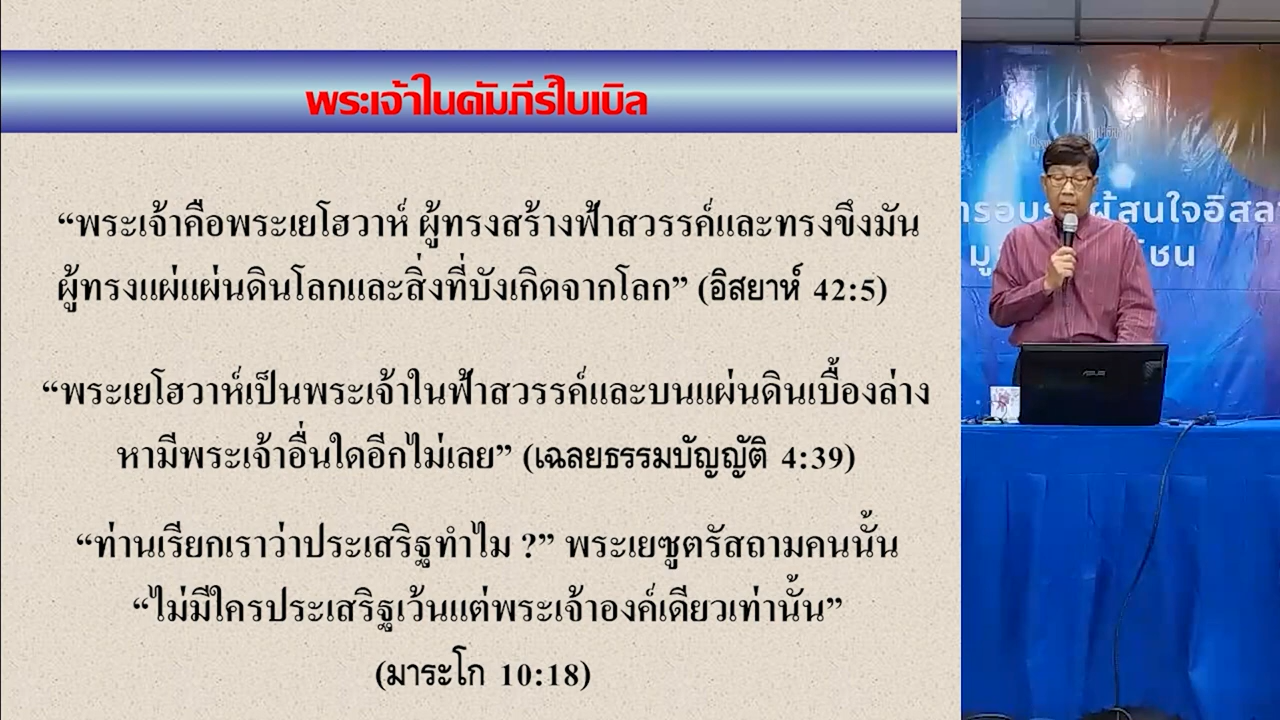 พระเจ้าในคัมภีร์ไบเบิล
“พระเจ้าคือพระเยโฮวาห์ ผู้ทรงสร้างฟ้าสวรรค์และทรงขึงมัน
ผู้ทรงแผ่แผ่นดินโลกและสิ่งที่บังเกิดจากโลก” (อิสยาห์ 42:5)
“พระเยโฮวาห์เป็นพระเจ้าในฟ้าสวรรค์และบนแผ่นดินเบื้องล่าง
หามีพระเจ้าอื่นใดอีกไม่เลย” (เฉลยธรรมบัญญัติ 4:39)
“ท่านเรียกเราว่าประเสริฐทำไม ?” พระเยซูตรัสถามคนนั้น
“ไม่มีใครประเสริฐเว้นแต่พระเจ้าองค์เดียวเท่านั้น”
(มาระโก 10:18)
ผู้สนใจอิสล
ASUS